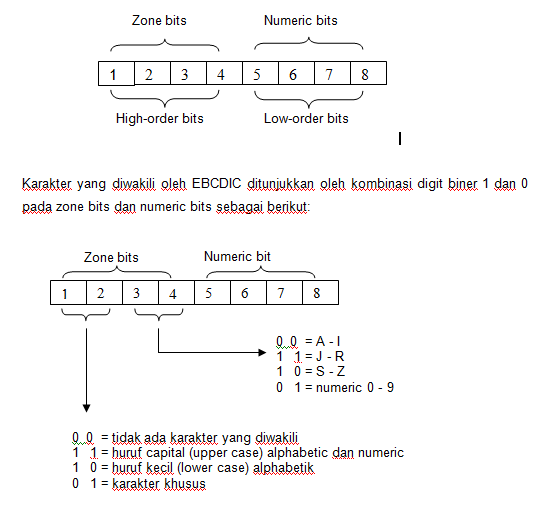 Zone bits Numeric bits
1 2 3 4 5 6 7 8
High-order bits Low-order bits
Karakter yang diwakili oleh EBCDIC ditunjukkan oleh kombinasi digit biner 1 dan 0
pada zone bits dan numeric bits sebagai berikut:
Zone bits Numeric bit
1 2 3 4 5 6 7 8
0 0 = A - I
1 1 = J - R
1 0 = S - Z
0 1 = numeric 0 - 9
0 0 = tidak ada karakter yang diwakili
1 1 = huruf capital (upper case) alphabetic dan numeric
1 0 = huruf kecil (lower case) alphabetik
0 1 = karakter khusus